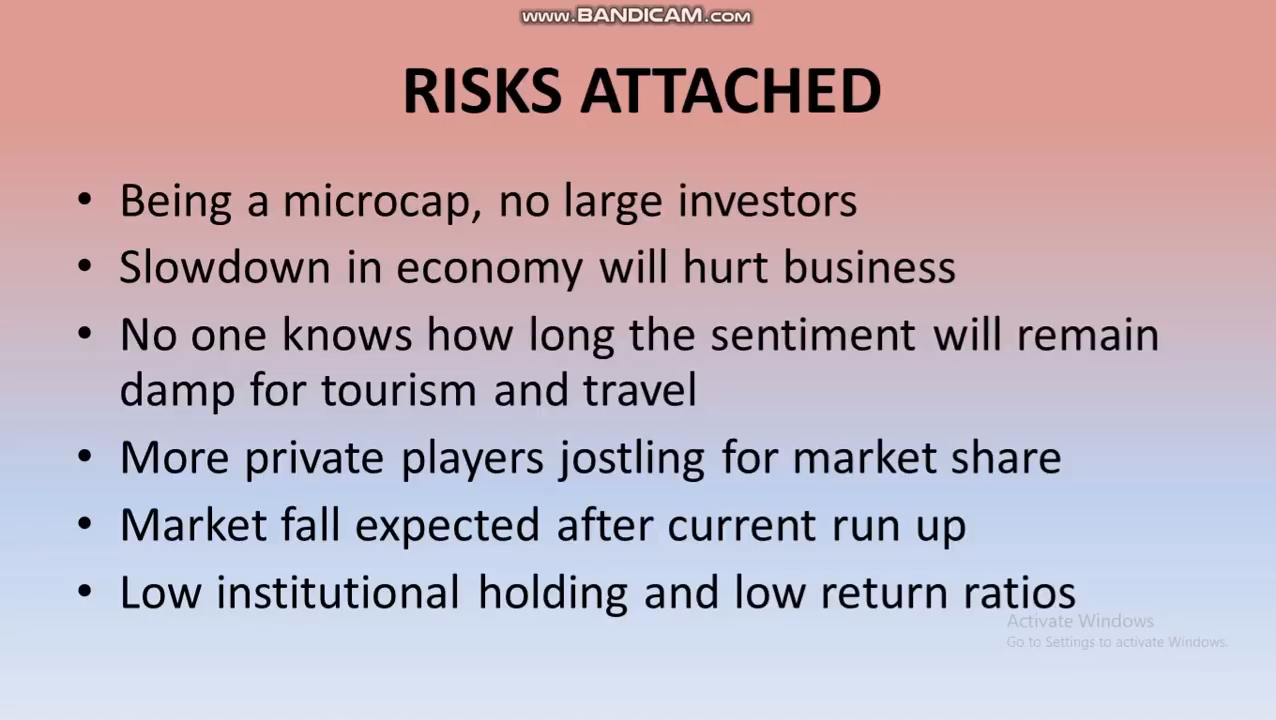 www.BANDICAM.com
RISKS ATTACHED
• Being a microcap, no large investors
• Slowdown in economy will hurt business
• No one knows how long the sentiment will remain
damp for tourism and travel
• More private players jostling for market share
• Market fall expected after current run up
• Low institutional holding and low return ratios
Activate Windows
Go to Settings to activate Windows.